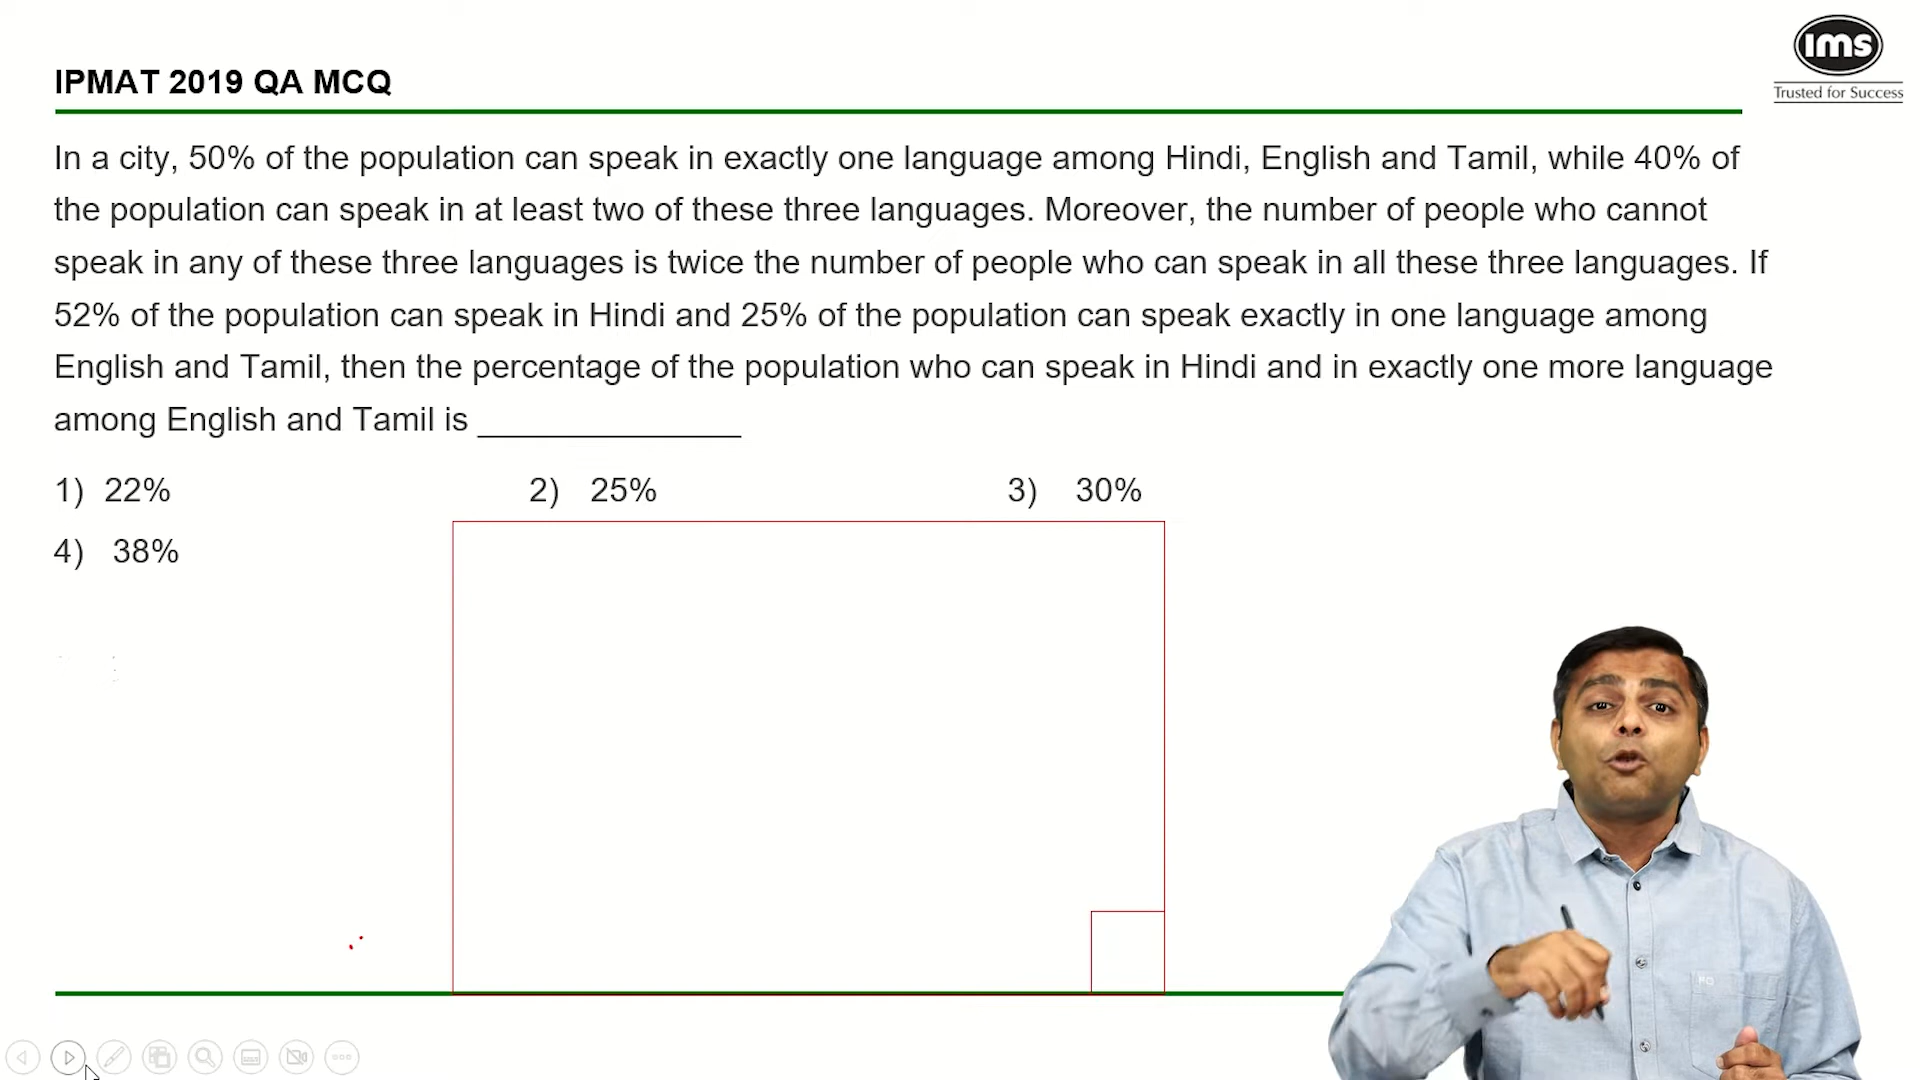 ims
Trusted for Success
IPMAT 2019 QA MCQ
In a city, 50% of the population can speak in exactly one language among Hindi, English and Tamil, while 40% of
the population can speak in at least two of these three languages. Moreover, the number of people who cannot
speak in any of these three languages is twice the number of people who can speak in all these three languages. If
52% of the population can speak in Hindi and 25% of the population can speak exactly in one language among
English and Tamil, then the percentage of the population who can speak in Hindi and in exactly one more language
among English and Tamil is _______________
1) 22% 2) 25% 3) 30%
4) 38%